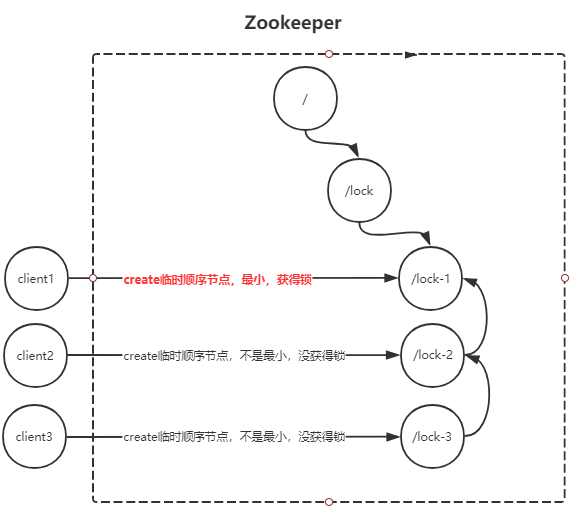 Zookeeper
/
/lock
client1
create临时顺序节点，最小，获得锁
/lock-1
client2
create临时顺序节点，不是最小，没获得锁
/lock-2
client3
create临时顺序节点，不是最小，没获得锁
/lock-3